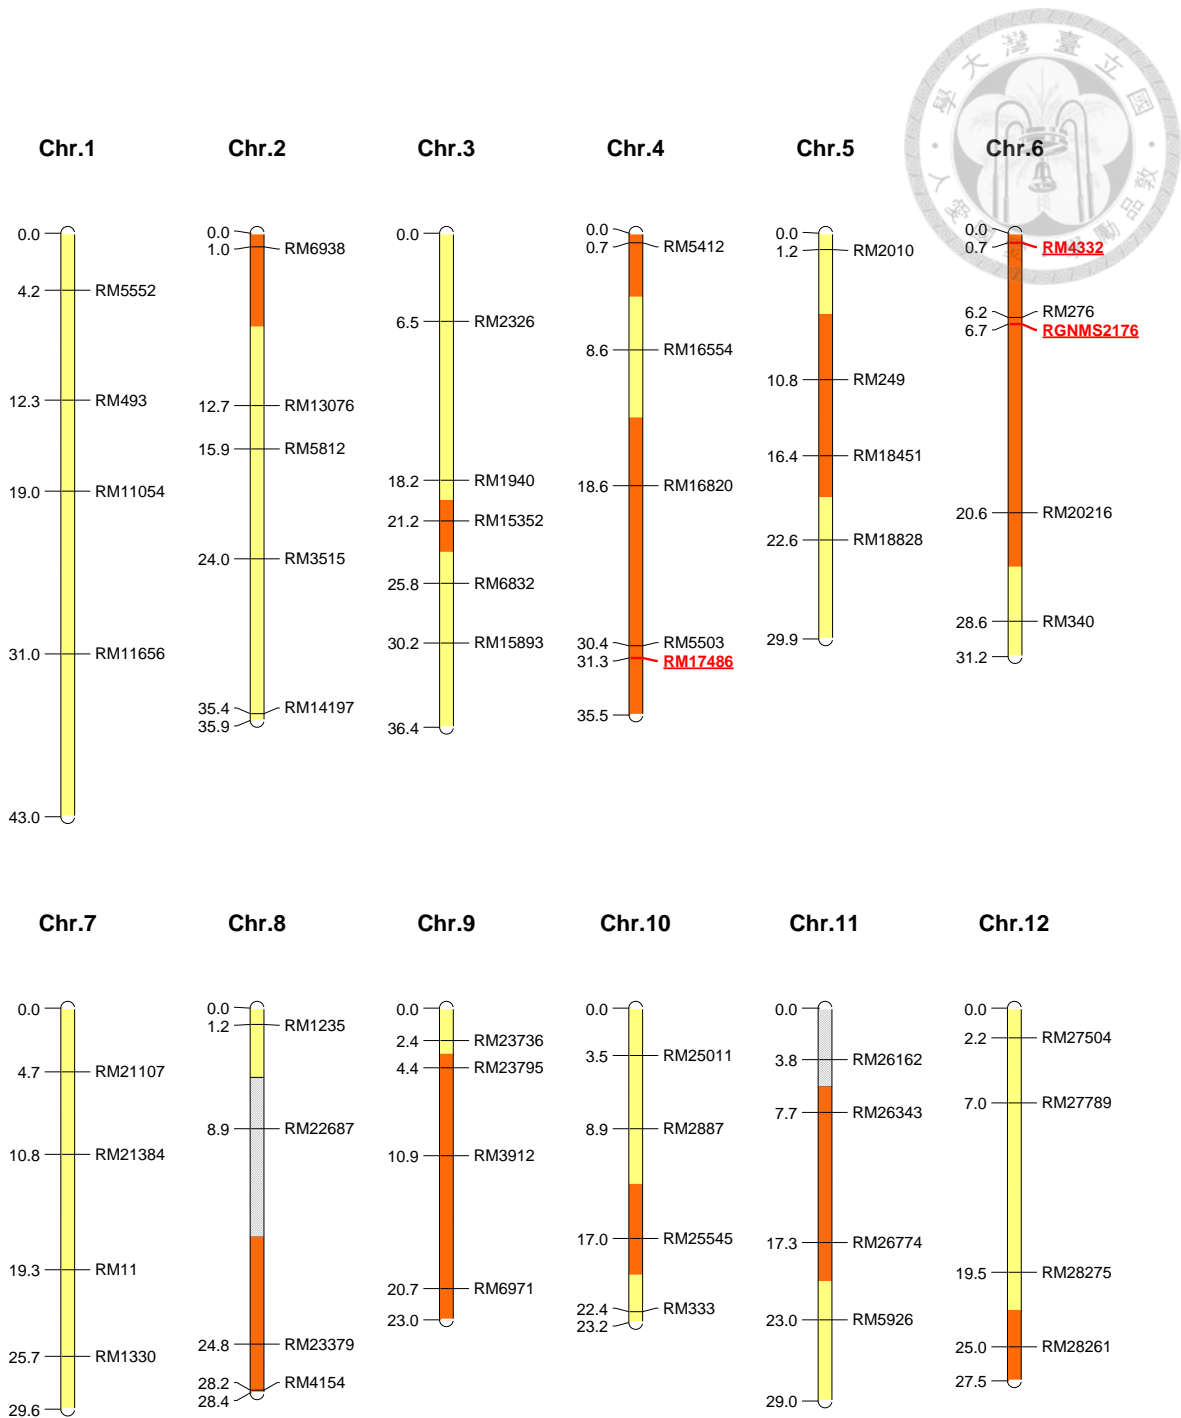 Chr.1 Chr.2 Chr.3 Chr.4 Chr.5 Chr.6
0.0
4.2 RM5552
12.3 RM493
19.0 RM11054
31.0 RM11656
43.0
0.0
1.0 RM6938
12.7 RM13076
15.9 RM5812
24.0 RM3515
35.4 RM14197
35.9
0.0
6.5 RM2326
18.2 RM1940
21.2 RM15352
25.8 RM6832
30.2 RM15893
36.4
0.0
0.7 RM5412
8.6 RM16554
18.6 RM16820
30.4 RM5503
31.3 RM17486
35.5
0.0
1.2 RM2010
10.8 RM249
16.4 RM18451
22.6 RM18828
29.9
0.0
0.7 RM4332
6.2 RM276
6.7 RGNMS2176
20.6 RM20216
28.6 RM340
31.2
Chr.7 Chr.8 Chr.9 Chr.10 Chr.11 Chr.12
0.0
4.7 RM21107
10.8 RM21384
19.3 RM11
25.7 RM1330
29.6
0.0
1.2 RM1235
8.9 RM22687
24.8 RM23379
28.2 RM4154
28.4
0.0
2.4 RM23736
4.4 RM23795
10.9 RM3912
20.7 RM6971
23.0
0.0
3.5 RM25011
8.9 RM2887
17.0 RM25545
22.4 RM333
23.2
0.0
3.8 RM26162
7.7 RM26343
17.3 RM26774
23.0 RM5926
29.0
0.0
2.2 RM27504
7.0 RM27789
19.5 RM28275
25.0 RM28261
27.5